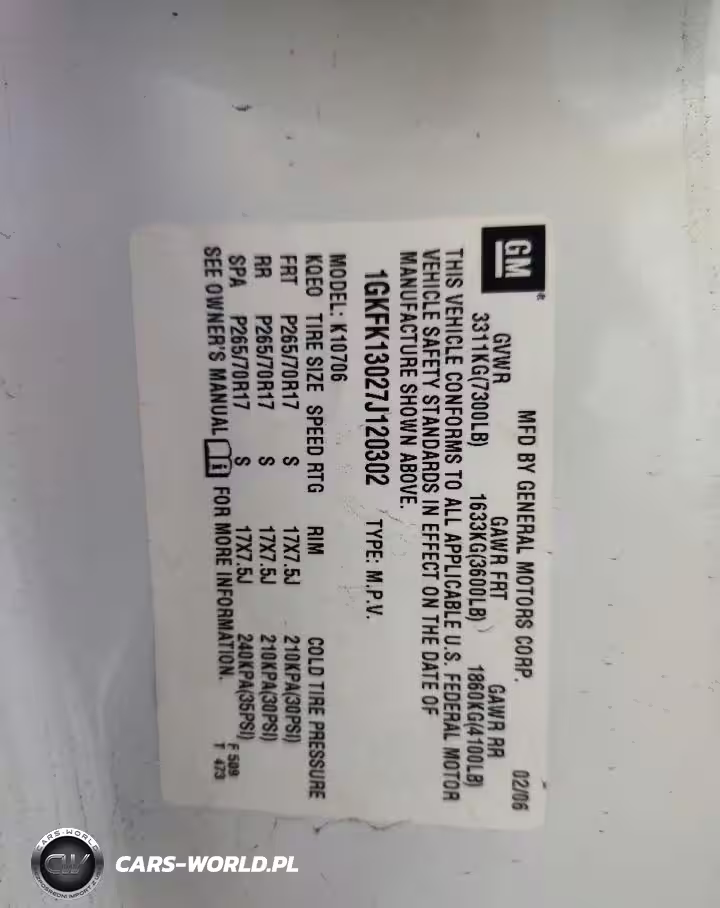 GM
MFD BY GENERAL MOTORS CORP. 02/06
GVWR GAWR FRT GAWR RR
3311KG(7300LB) 1633KG(3600LB) 1860KG(4100LB)
THIS VEHICLE CONFORMS TO ALL APPLICABLE U.S. FEDERAL MOTOR
VEHICLE SAFETY STANDARDS IN EFFECT ON THE DATE OF
MANUFACTURE SHOWN ABOVE.
1GKFK13027J120302 TYPE: M.P.V.
MODEL: K10706
KQEO TIRE SIZE SPEED RTG RIM COLD TIRE PRESSURE
FRT P265/70R17 S 17X7.5J 210KPA(30PSI)
RR P265/70R17 S 17X7.5J 210KPA(30PSI)
SPA P265/70R17 S 17X7.5J 240KPA(35PSI)
SEE OWNER'S MANUAL FOR MORE INFORMATION.
F 509
T 473
CARS-WORLD
CW
CARS-WORLD.PL